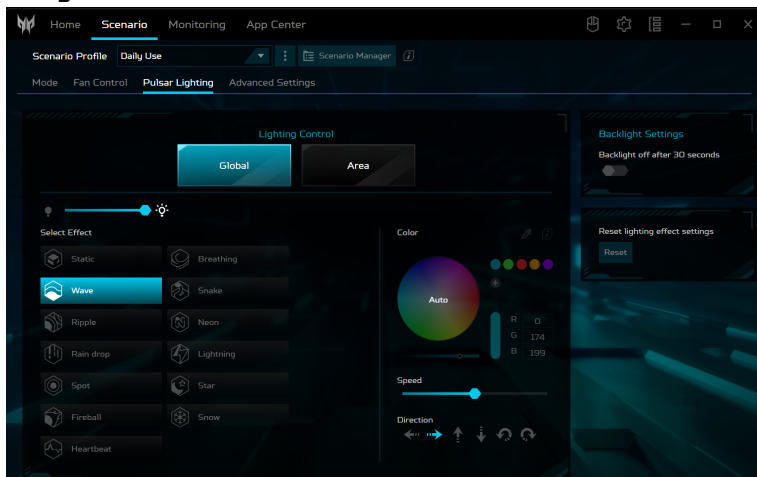 Home Scenario Monitoring App Center
Scenario Profile Daily Use Scenario Manager
Mode Fan Control Pulsar Lighting Advanced Settings
Lighting Control
Global Area
Select Effect
Static Breathing
Wave Snake
Ripple Neon
Rain drop Lightning
Spot Star
Fireball Snow
Heartbeat
Color
Auto
R 0
G 174
B 199
Speed
Direction
Backlight Settings
Backlight off after 30 seconds
Reset lighting effect settings
Reset